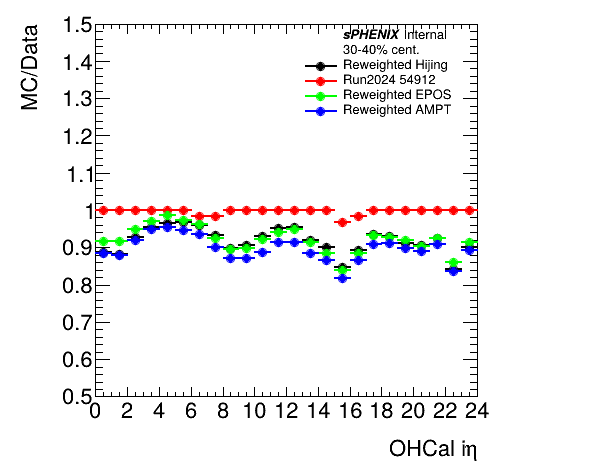 MC/Data
1.5
1.4
1.3
1.2
1.1
1
0.9
0.8
0.7
0.6
0.5
sPHENIX Internal
30-40% cent.
Reweighted Hijing
Run2024 54912
Reweighted EPOS
Reweighted AMPT
0 2 4 6 8 10 12 14 16 18 20 22 24
OHCal iη